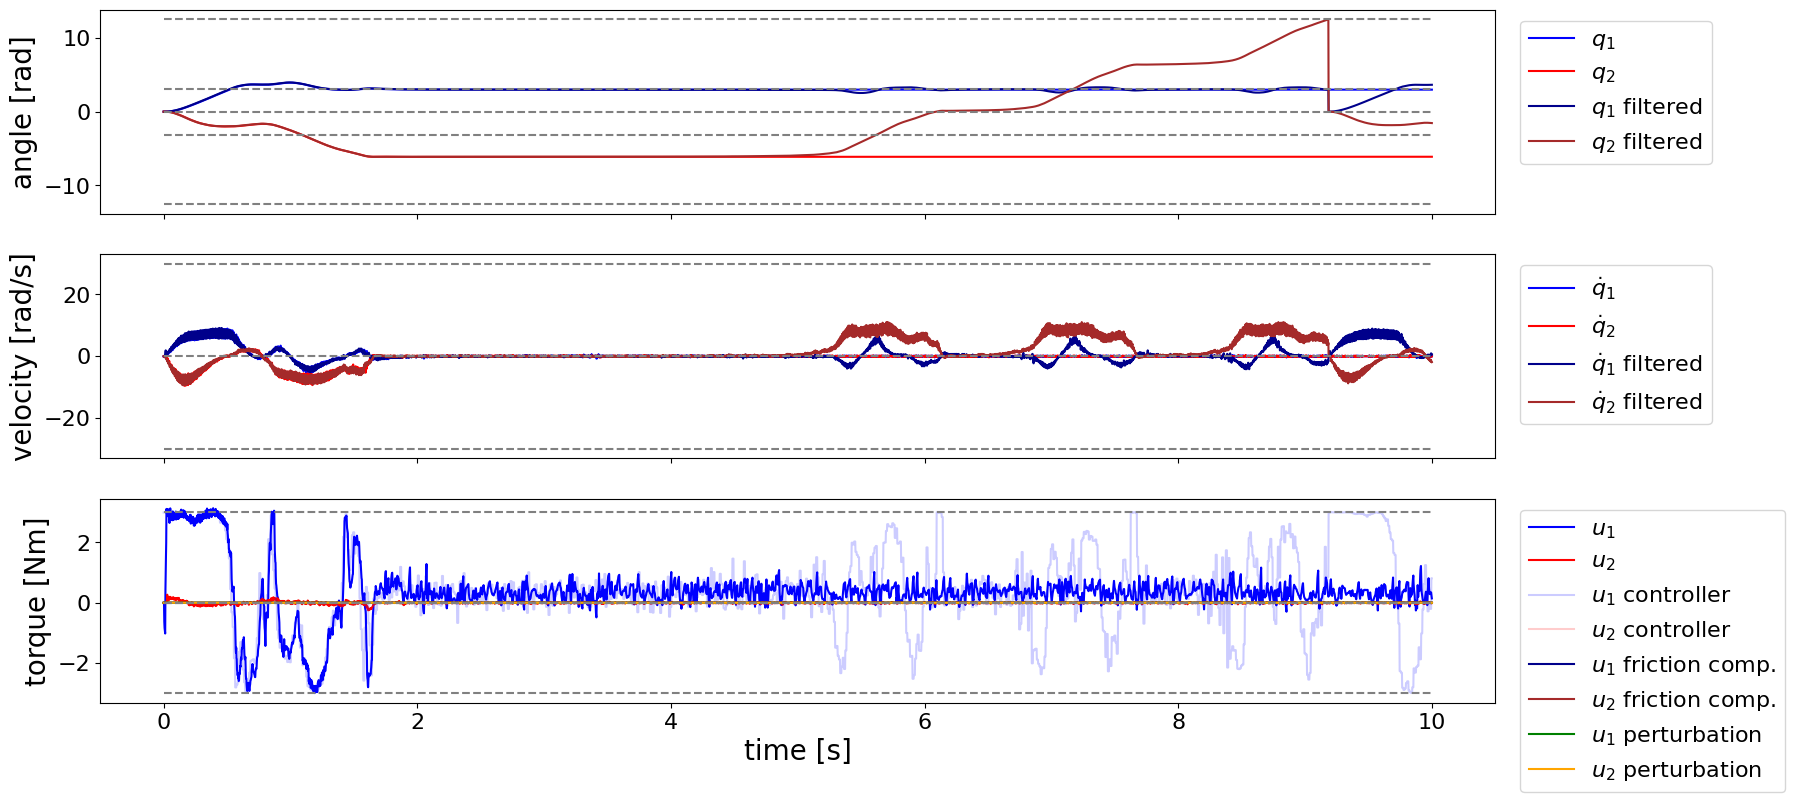 angle [rad]
10
0
−10
q₁
q₂
q₁ filtered
q₂ filtered
velocity [rad/s]
20
0
−20
q̇₁
q̇₂
q̇₁ filtered
q̇₂ filtered
torque [Nm]
2
0
−2
0 2 4 6 8 10
time [s]
u₁
u₂
u₁ controller
u₂ controller
u₁ friction comp.
u₂ friction comp.
u₁ perturbation
u₂ perturbation